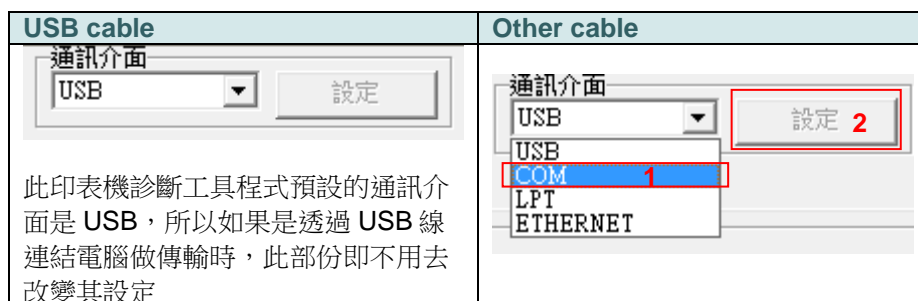 USB cable
通訊介面
USB
設定
此印表機診斷工具程式預設的通訊介
面是 USB，所以如果是透過 USB 線
連結電腦做傳輸時，此部份即不用去
改變其設定
Other cable
通訊介面
USB
設定 2
USB
COM 1
LPT
ETHERNET